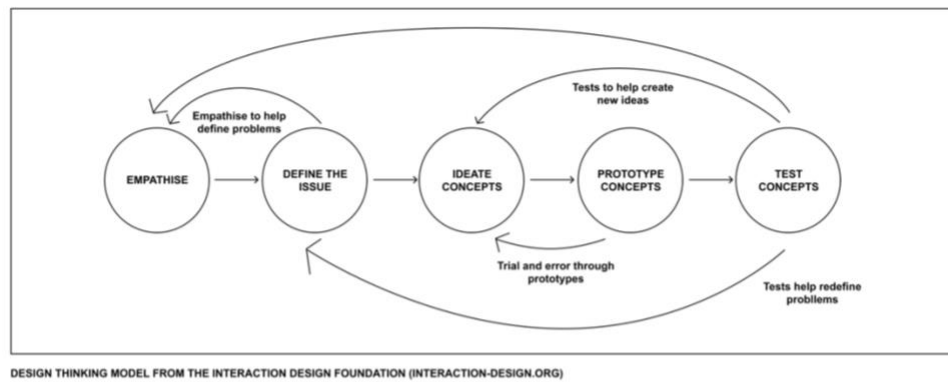 Tests to help create
new ideas
Empathise to help
define problems
EMPATHISE
DEFINE THE
ISSUE
IDEATE
CONCEPTS
PROTOTYPE
CONCEPTS
TEST
CONCEPTS
Trial and error through
prototypes
Tests help redefine
probllems
DESIGN THINKING MODEL FROM THE INTERACTION DESIGN FOUNDATION (INTERACTION-DESIGN.ORG)